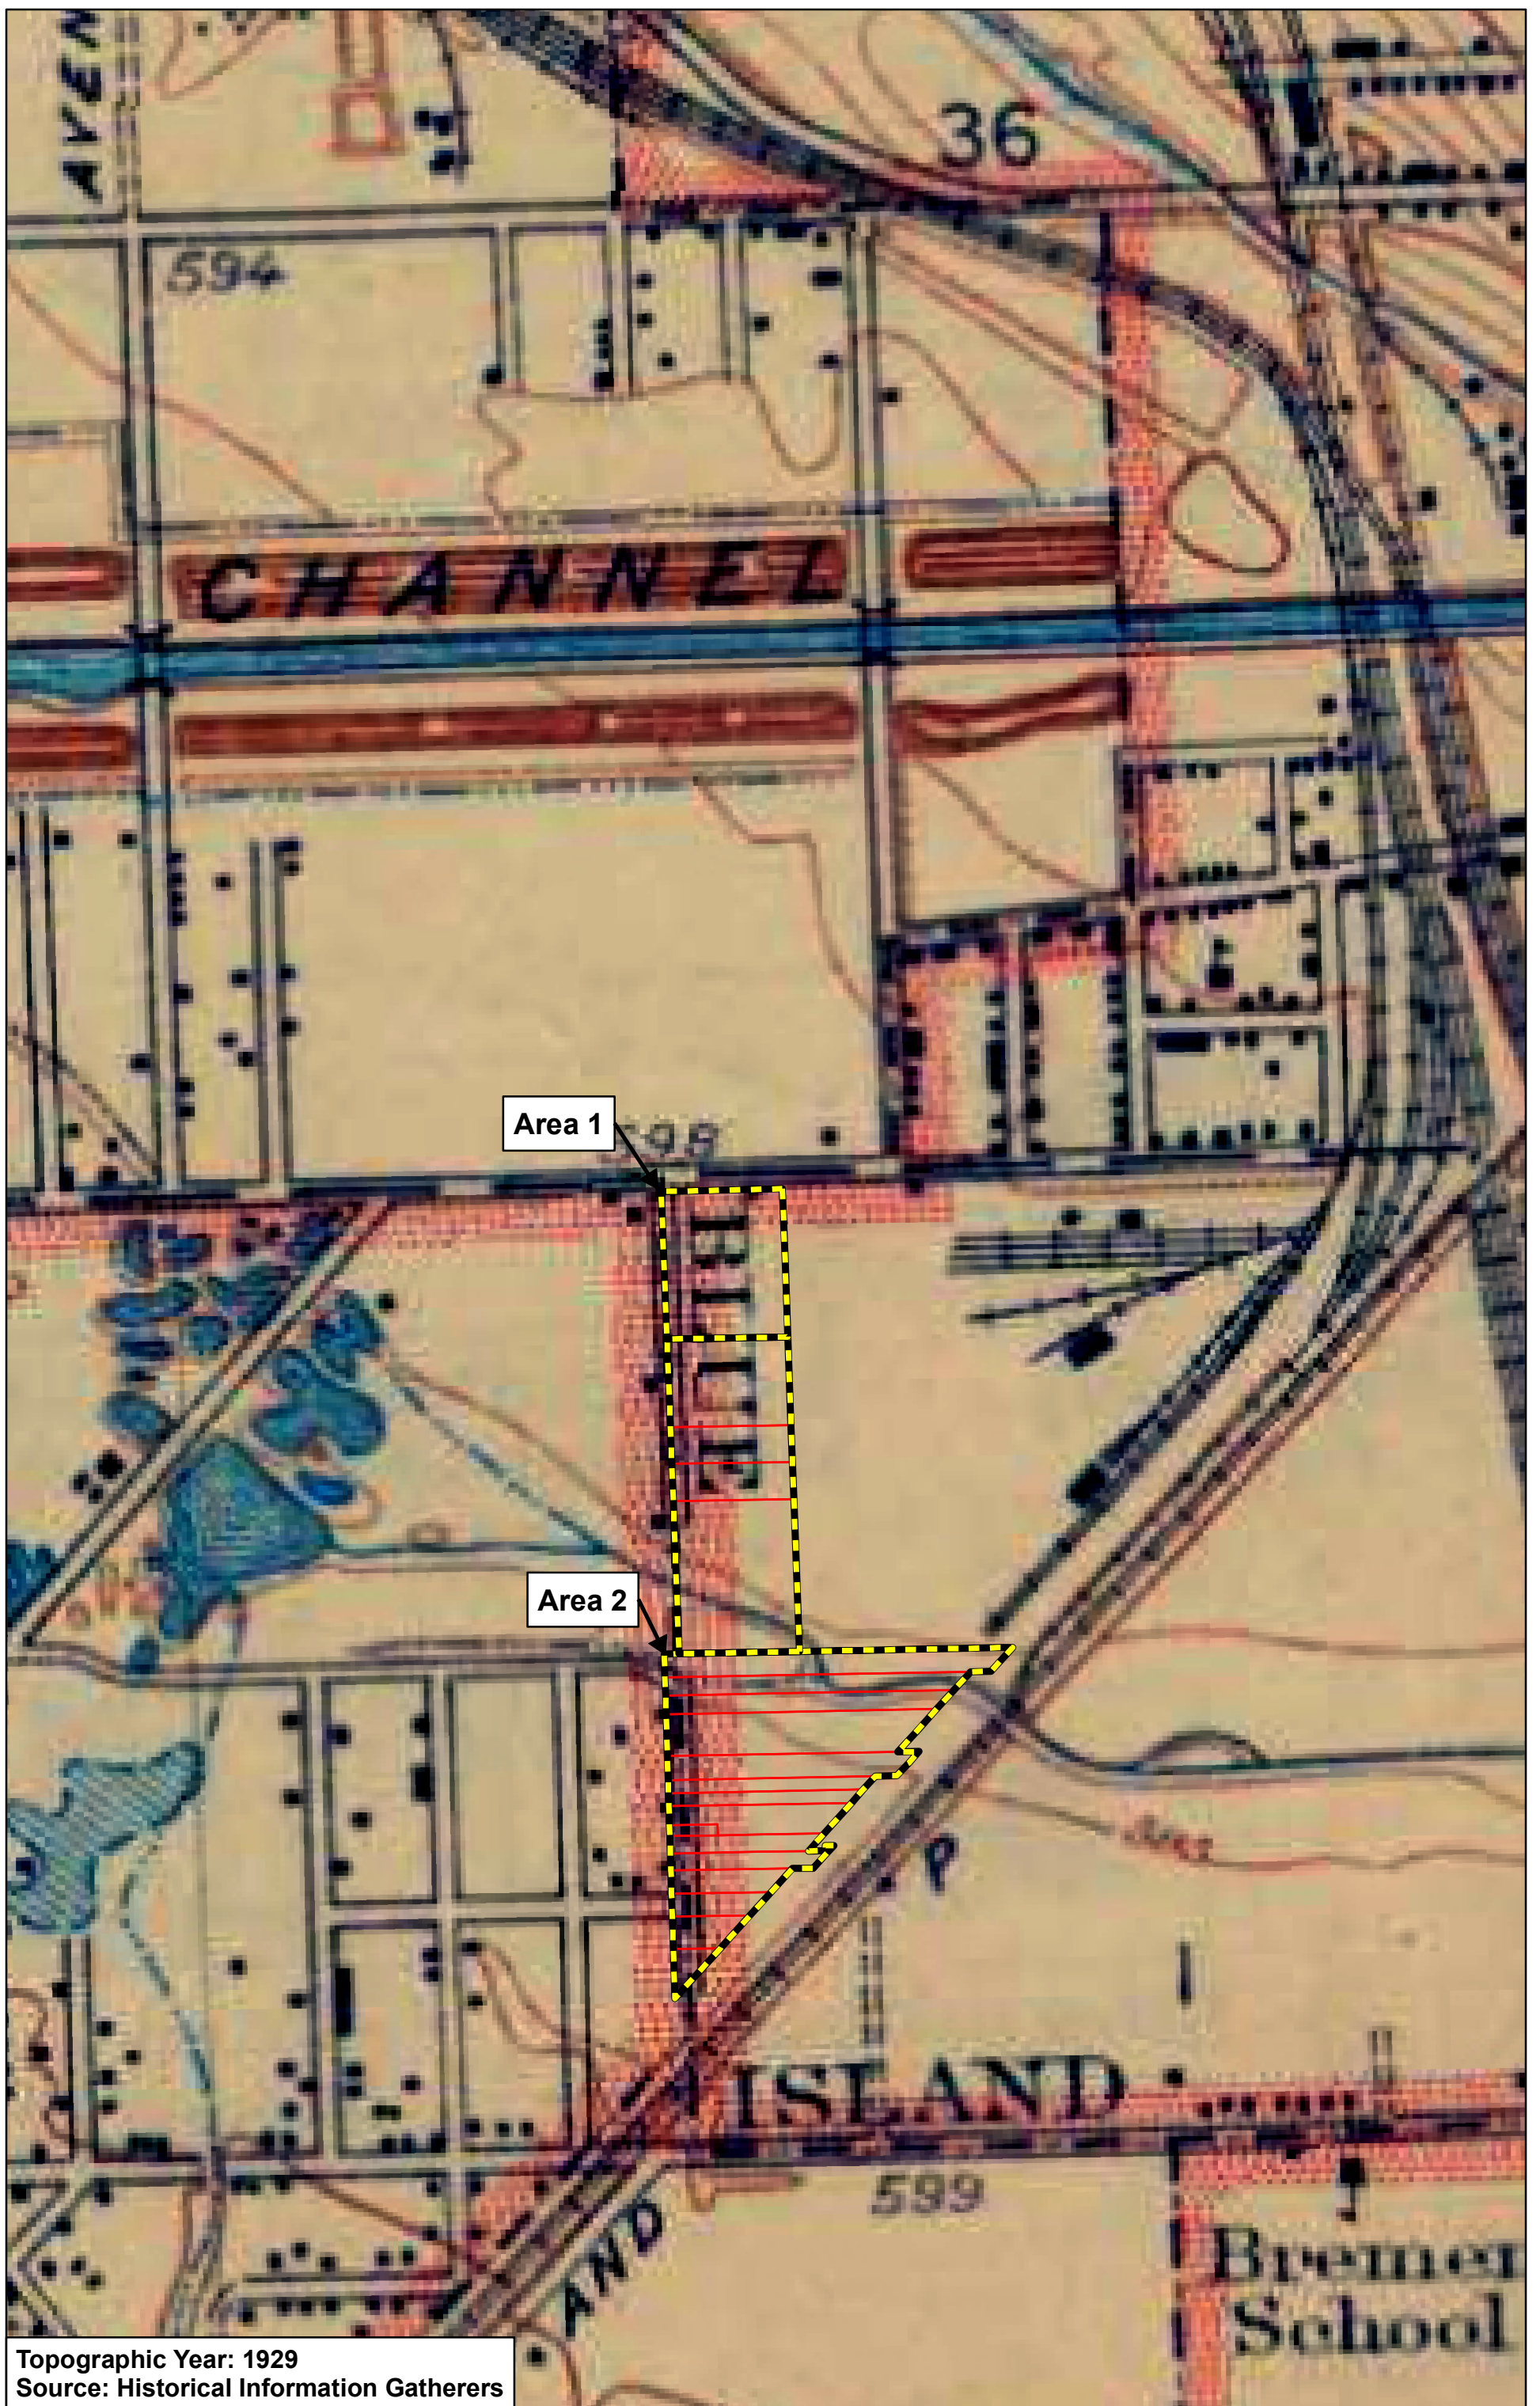 AVEN
36
594
CHANNEL
Area 1
598
BLUE
Area 2
P
ISLAND
599
AND
Bremer
School
Topographic Year: 1929
Source: Historical Information Gatherers